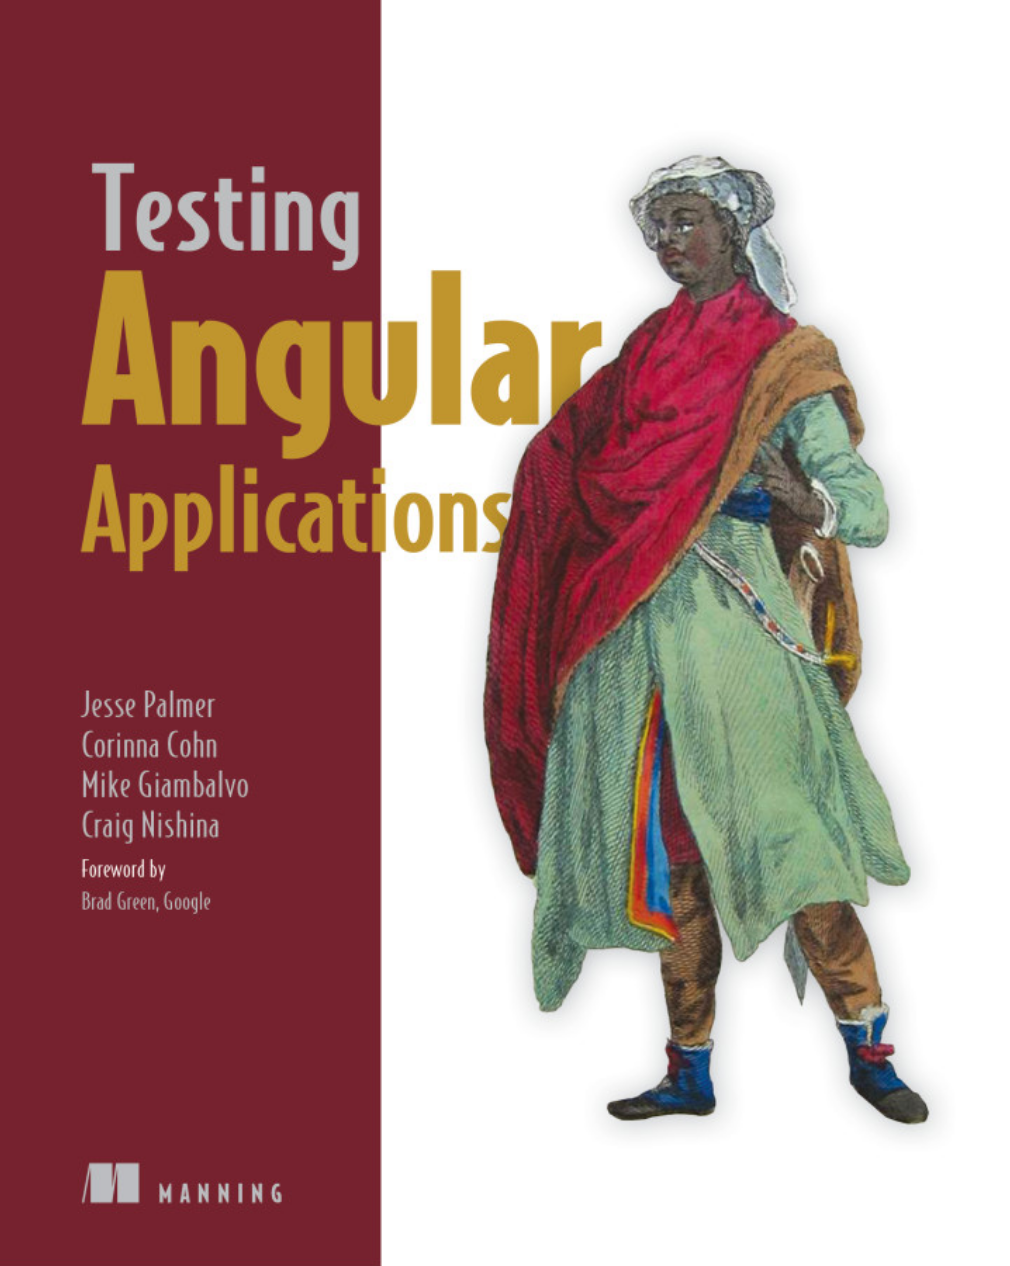 Testing
Angular
Applications
Jesse Palmer
Corinna Cohn
Mike Giambalvo
Craig Nishina
Foreword by
Brad Green, Google
MANNING